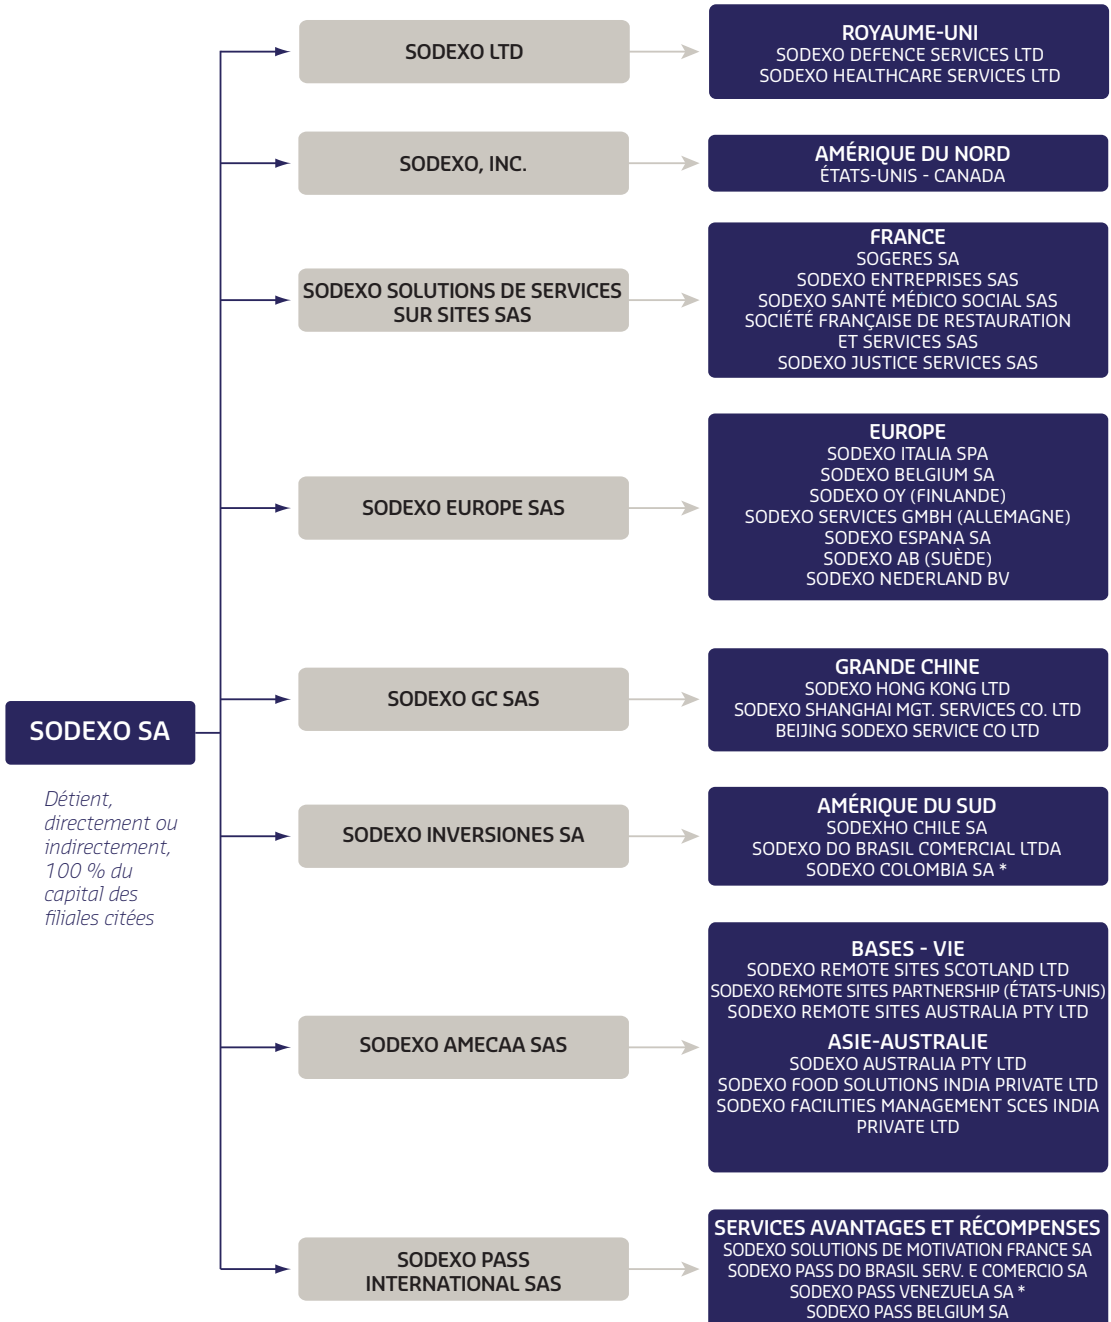 SODEXO SA
Détient,
directement ou
indirectement,
100 % du
capital des
filiales citées
SODEXO LTD
ROYAUME-UNI
SODEXO DEFENCE SERVICES LTD
SODEXO HEALTHCARE SERVICES LTD
SODEXO, INC.
AMÉRIQUE DU NORD
ÉTATS-UNIS - CANADA
SODEXO SOLUTIONS DE SERVICES
SUR SITES SAS
FRANCE
SOGERES SA
SODEXO ENTREPRISES SAS
SODEXO SANTÉ MÉDICO SOCIAL SAS
SOCIÉTÉ FRANÇAISE DE RESTAURATION
ET SERVICES SAS
SODEXO JUSTICE SERVICES SAS
SODEXO EUROPE SAS
EUROPE
SODEXO ITALIA SPA
SODEXO BELGIUM SA
SODEXO OY (FINLANDE)
SODEXO SERVICES GMBH (ALLEMAGNE)
SODEXO ESPANA SA
SODEXO AB (SUÈDE)
SODEXO NEDERLAND BV
SODEXO GC SAS
GRANDE CHINE
SODEXO HONG KONG LTD
SODEXO SHANGHAI MGT. SERVICES CO. LTD
BEIJING SODEXO SERVICE CO LTD
SODEXO INVERSIONES SA
AMÉRIQUE DU SUD
SODEXHO CHILE SA
SODEXO DO BRASIL COMERCIAL LTDA
SODEXO COLOMBIA SA *
SODEXO AMECAA SAS
BASES - VIE
SODEXO REMOTE SITES SCOTLAND LTD
SODEXO REMOTE SITES PARTNERSHIP (ÉTATS-UNIS)
SODEXO REMOTE SITES AUSTRALIA PTY LTD
ASIE-AUSTRALIE
SODEXO AUSTRALIA PTY LTD
SODEXO FOOD SOLUTIONS INDIA PRIVATE LTD
SODEXO FACILITIES MANAGEMENT SCES INDIA
PRIVATE LTD
SODEXO PASS
INTERNATIONAL SAS
SERVICES AVANTAGES ET RÉCOMPENSES
SODEXO SOLUTIONS DE MOTIVATION FRANCE SA
SODEXO PASS DO BRASIL SERV. E COMERCIO SA
SODEXO PASS VENEZUELA SA *
SODEXO PASS BELGIUM SA